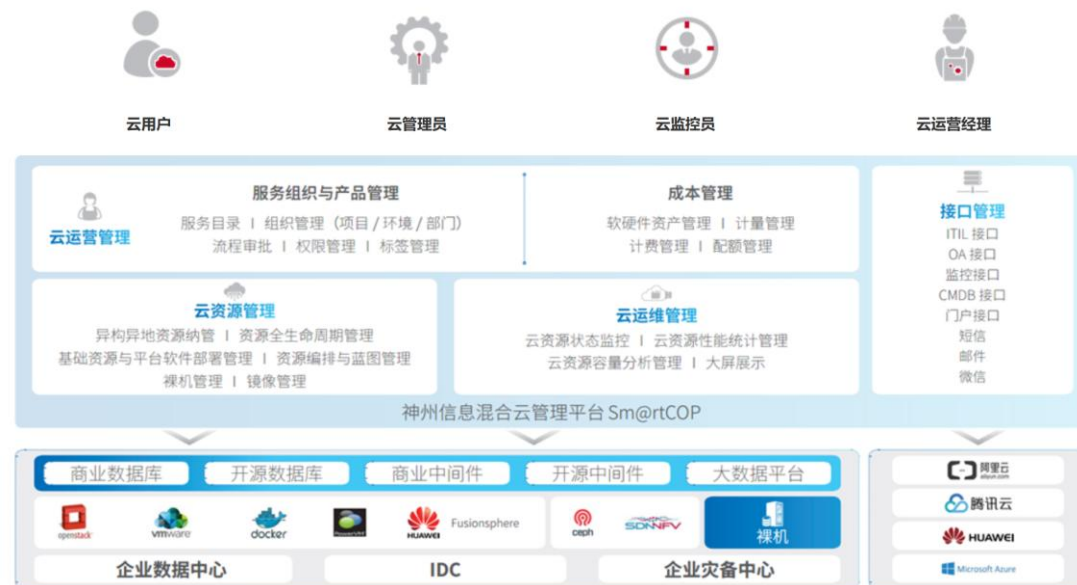 云用户
云管理员
云监控员
云运营经理
云运营管理
服务组织与产品管理
服务目录 | 组织管理（项目 / 环境 / 部门）
流程审批 | 权限管理 | 标签管理
成本管理
软硬件资产管理 | 计量管理
计费管理 | 配额管理
接口管理
ITIL 接口
OA 接口
监控接口
CMDB 接口
门户接口
短信
邮件
微信
云资源管理
异构异地资源纳管 | 资源全生命周期管理
基础资源与平台软件部署管理 | 资源编排与蓝图管理
裸机管理 | 镜像管理
云运维管理
云资源状态监控 | 云资源性能统计管理
云资源容量分析管理 | 大屏展示
神州信息混合云管理平台 Sm@rtCOP
商业数据库
开源数据库
商业中间件
开源中间件
大数据平台
openstack
vmware
docker
HUAWEI
Fusionsphere
ceph
SDN/NFV
裸机
企业数据中心
IDC
企业灾备中心
阿里云
aliyun.com
腾讯云
HUAWEI
Microsoft Azure